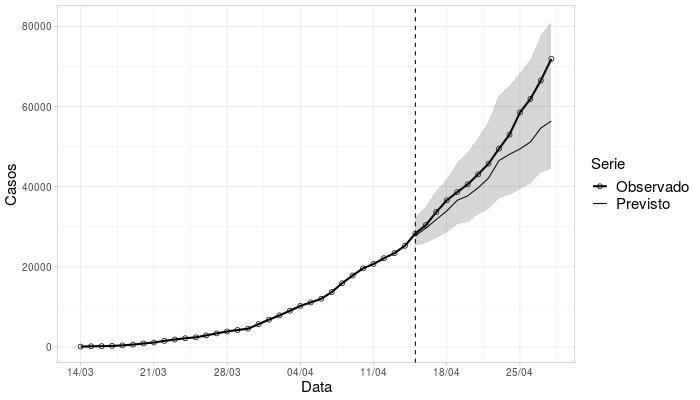 80000
60000
40000
20000
0
Casos
14/03 21/03 28/03 04/04 11/04 18/04 25/04
Data
Serie
Observado
Previsto